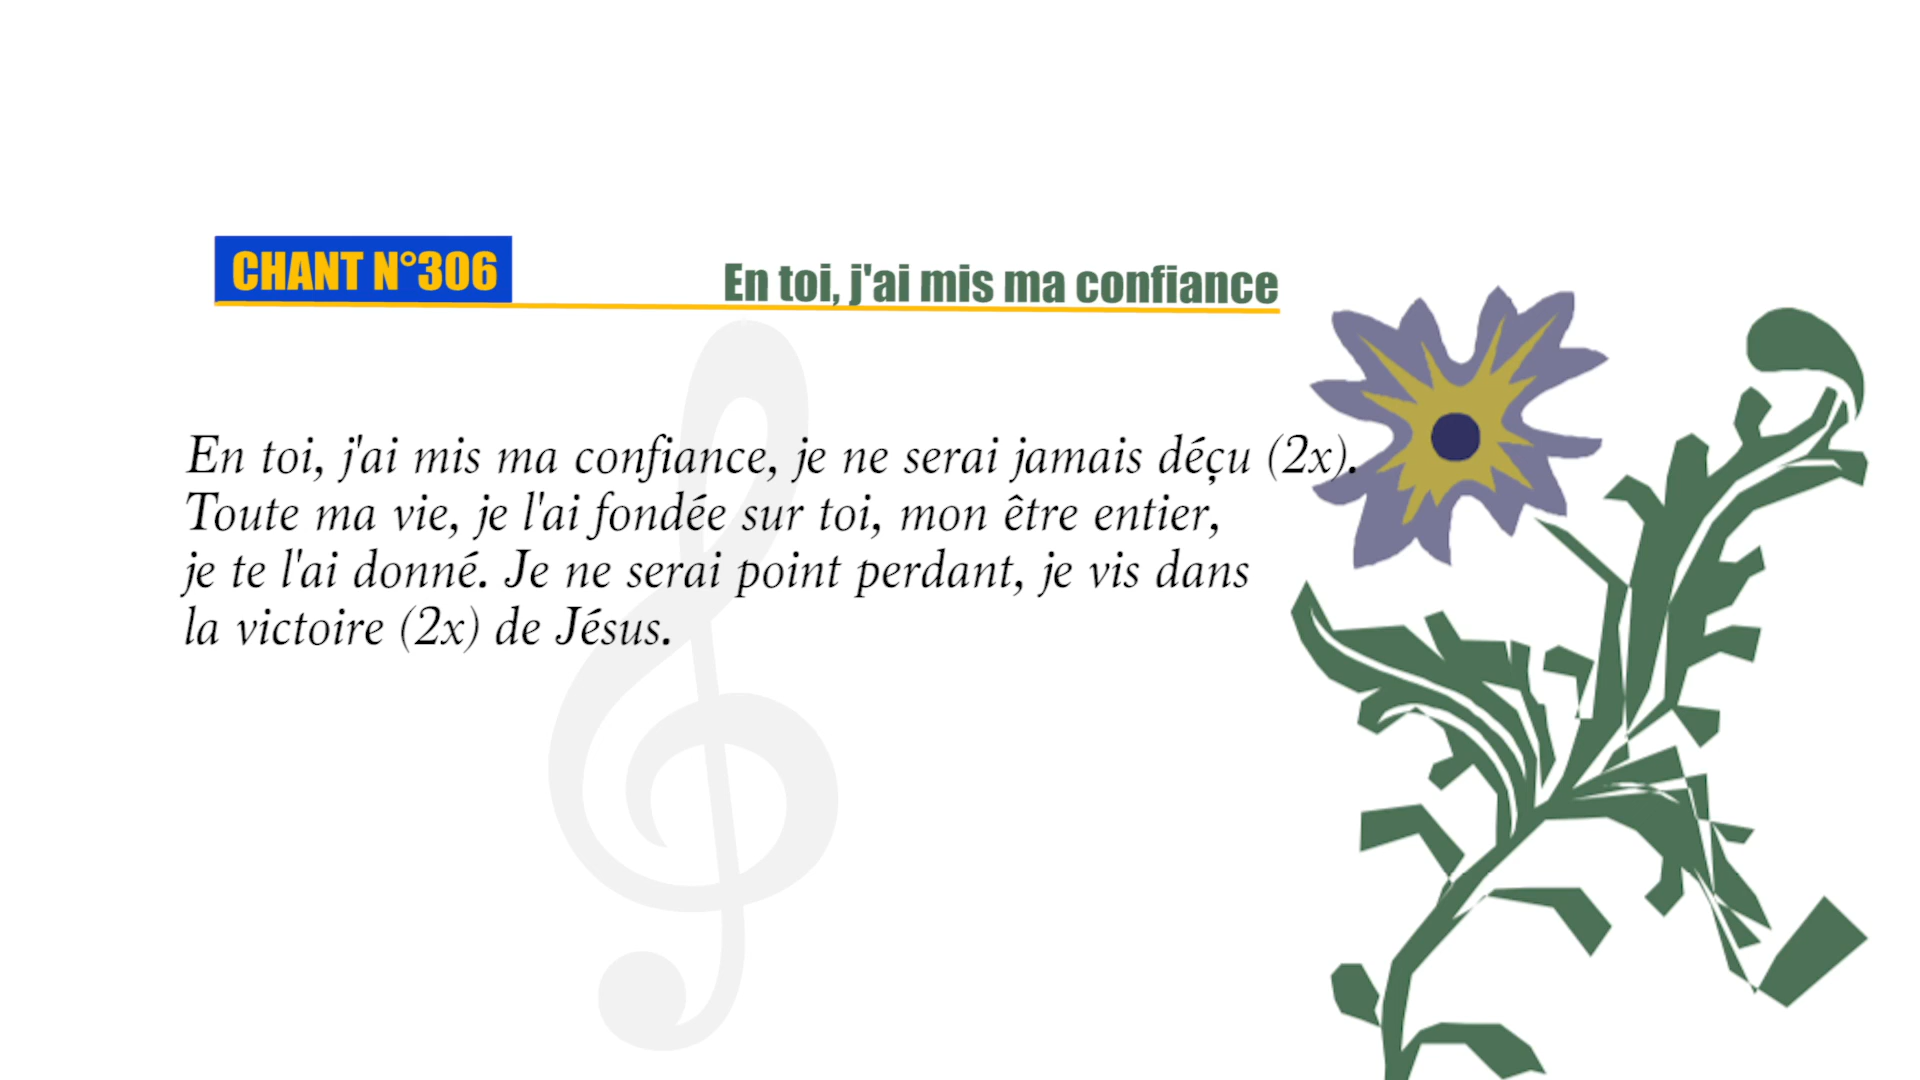 CHANT N°306
En toi, j'ai mis ma confiance
En toi, j'ai mis ma confiance, je ne serai jamais déçu (2x).
Toute ma vie, je l'ai fondée sur toi, mon être entier,
je te l'ai donné. Je ne serai point perdant, je vis dans
la victoire (2x) de Jésus.